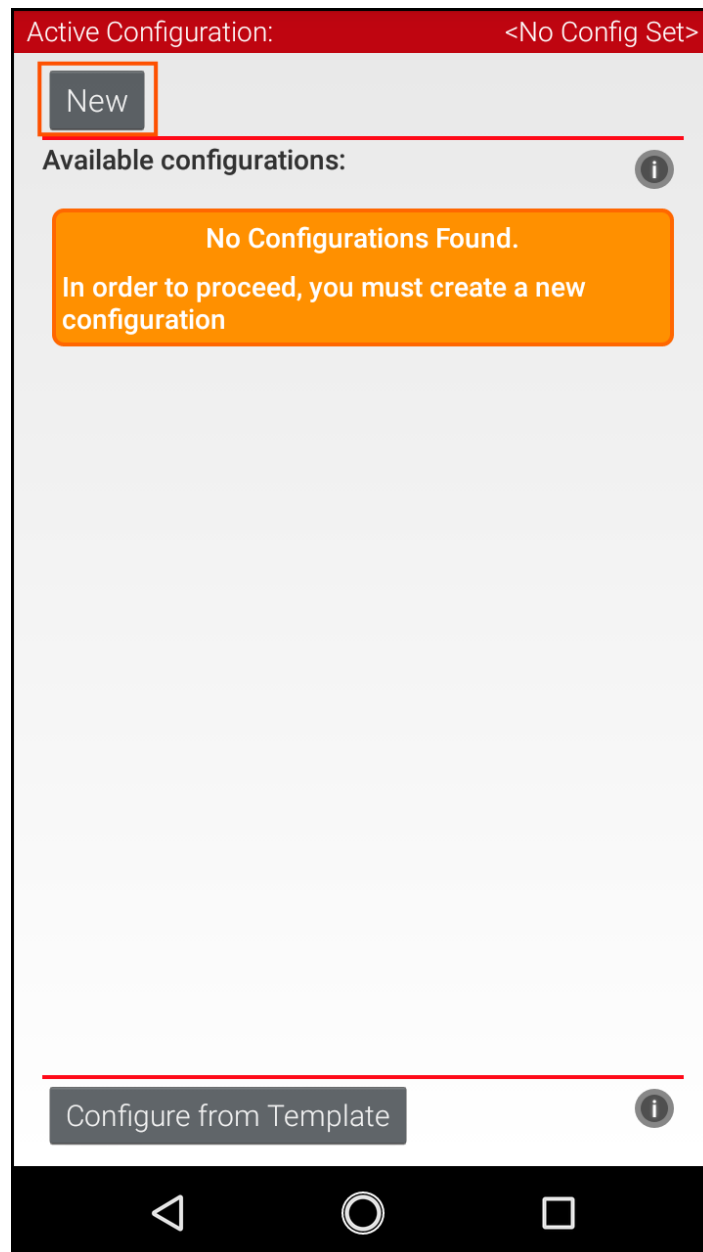 Active Configuration: <No Config Set>
New
Available configurations:
No Configurations Found.
In order to proceed, you must create a new
configuration
Configure from Template